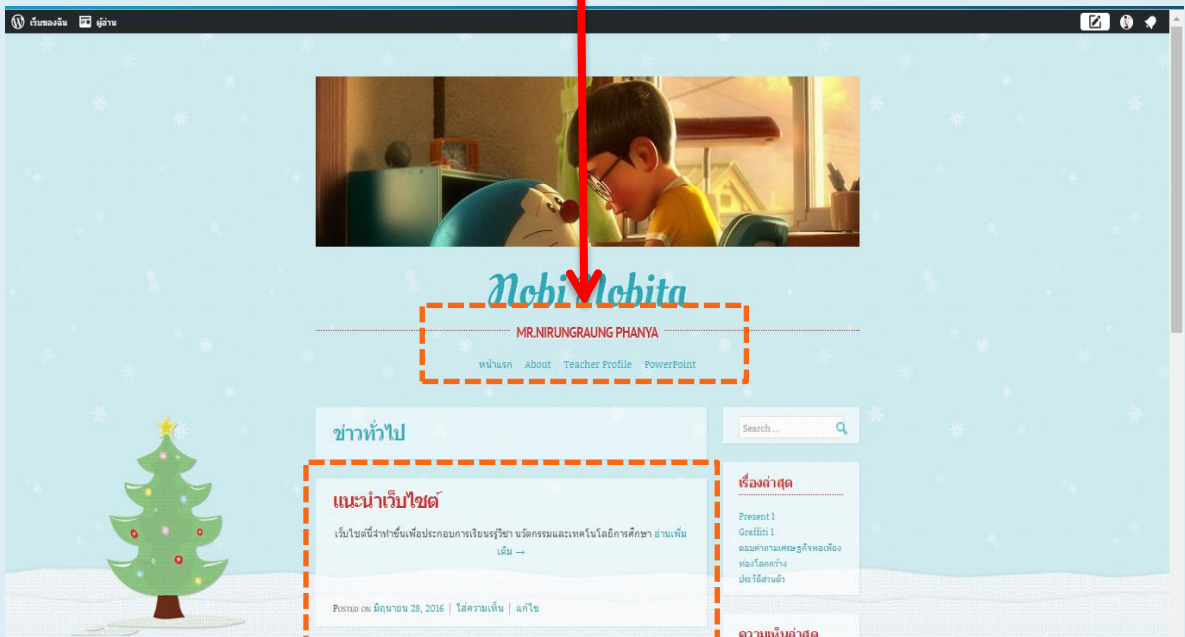 เว็บของฉัน ผู้อ่าน
Nobi Nobita
MR.NIRUNGRAUNG PHANYA
หน้าแรก About Teacher Profile PowerPoint
ข่าวทั่วไป
Search ...
แนะนำเว็บไซต์
เว็บไซต์นี้จำทำขึ้นเพื่อประกอบการเรียนรรู้วิชา นวัตกรรมและเทคโนโลยีการศึกษา อ่านเพิ่ม
เติม →
POSTED ON มิถุนายน 28, 2016 | ใส่ความเห็น | แก้ไข
เรื่องล่าสุด
Present 1
Graffiti 1
ตอบคำถามเศรษฐกิจพอเพียง
ท่องโลกกว้าง
ประวัติส่วนตัว
ความเห็นล่าสุด